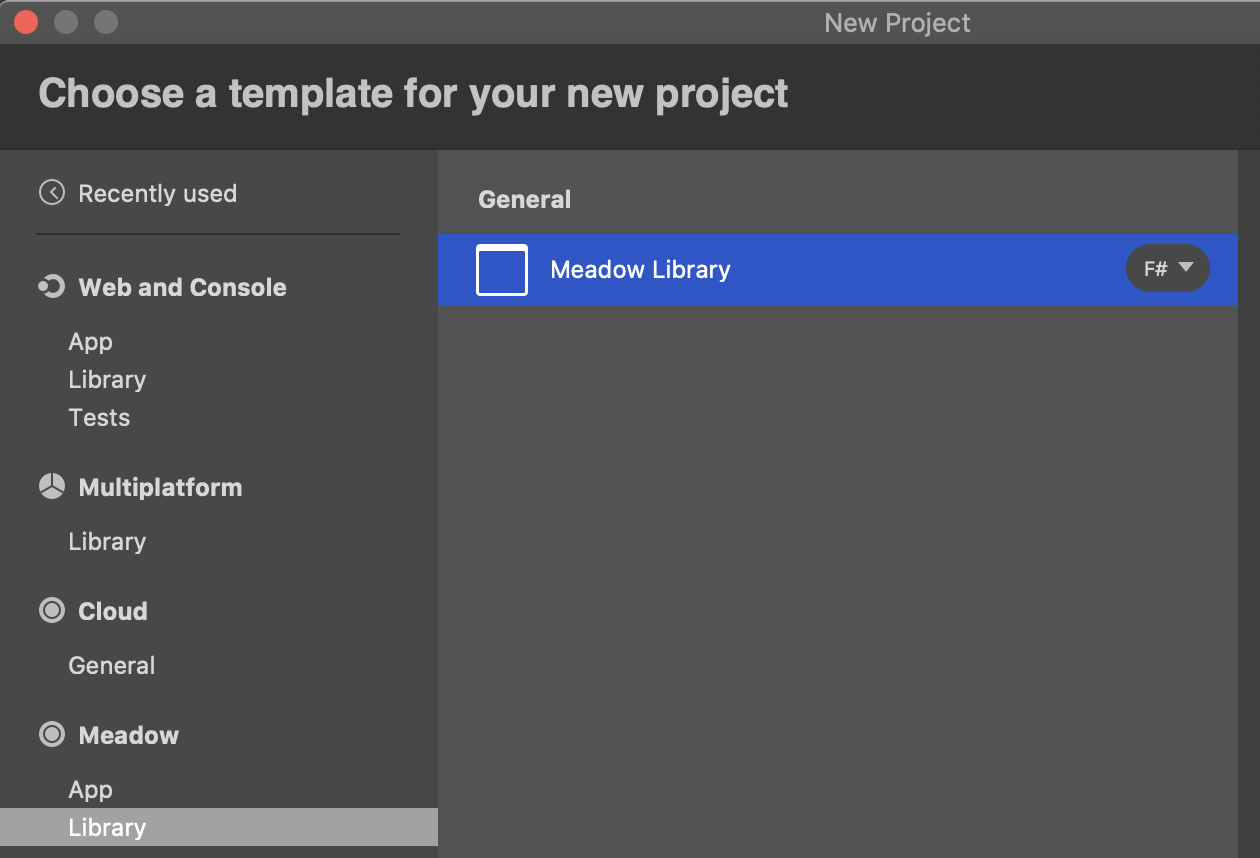 New Project
Choose a template for your new project
Recently used
Web and Console
App
Library
Tests
Multiplatform
Library
Cloud
General
Meadow
App
Library
General
Meadow Library
F#